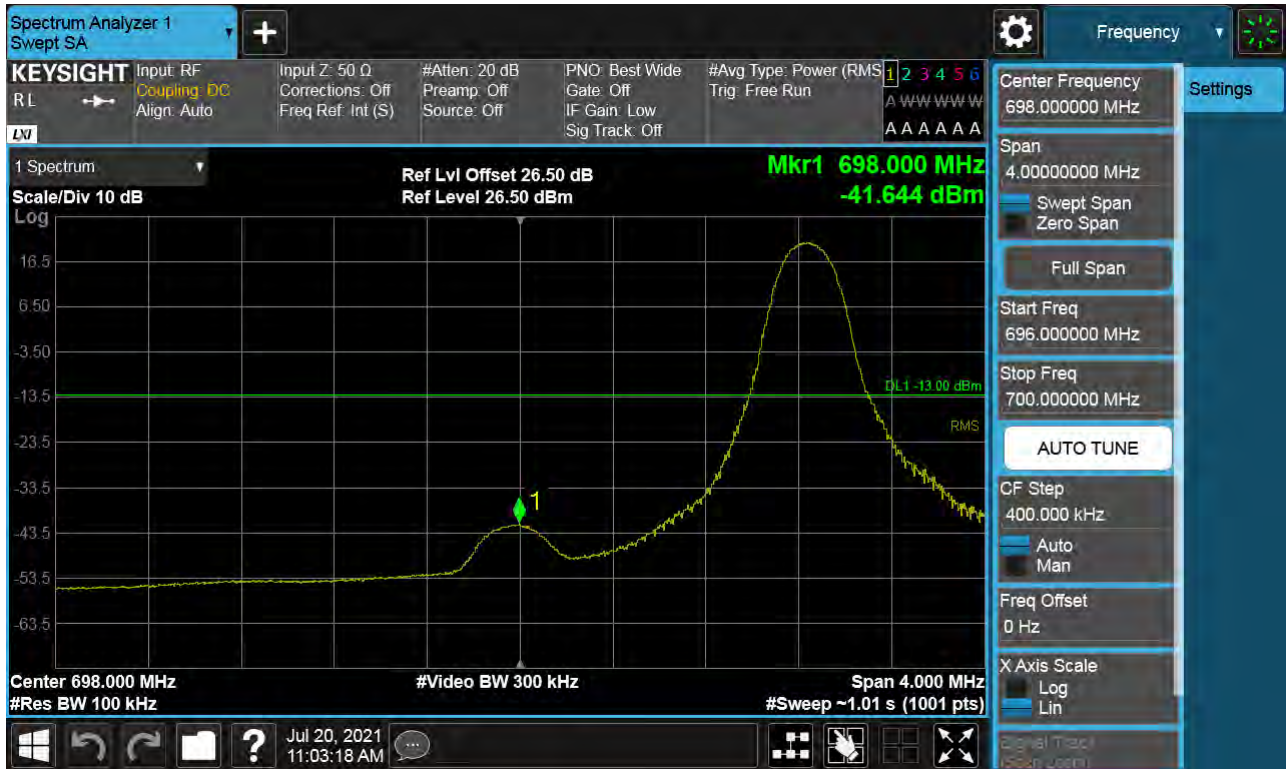 Spectrum Analyzer 1
Swept SA
Frequency
KEYSIGHT
R L
LXI
Input: RF
Coupling: DC
Align: Auto
Input Z: 50 Ω
Corrections: Off
Freq Ref: Int (S)
#Atten: 20 dB
Preamp: Off
Source: Off
PNO: Best Wide
Gate: Off
IF Gain: Low
Sig Track: Off
#Avg Type: Power (RMS
Trig: Free Run
1 2 3 4 5 6
A W W W W W
A A A A A A
1 Spectrum
Scale/Div 10 dB
Log
Ref Lvl Offset 26.50 dB
Ref Level 26.50 dBm
Mkr1 698.000 MHz
-41.644 dBm
16.5
6.50
-3.50
-13.5
-23.5
-33.5
-43.5
-53.5
-63.5
DL1 -13.00 dBm
RMS
1
Center 698.000 MHz
#Res BW 100 kHz
#Video BW 300 kHz
Span 4.000 MHz
#Sweep ~1.01 s (1001 pts)
Center Frequency
698.000000 MHz
Settings
Span
4.00000000 MHz
Swept Span
Zero Span
Full Span
Start Freq
696.000000 MHz
Stop Freq
700.000000 MHz
AUTO TUNE
CF Step
400.000 kHz
Auto
Man
Freq Offset
0 Hz
X Axis Scale
Log
Lin
Signal Track
(Span Zoom)
Jul 20, 2021
11:03:18 AM